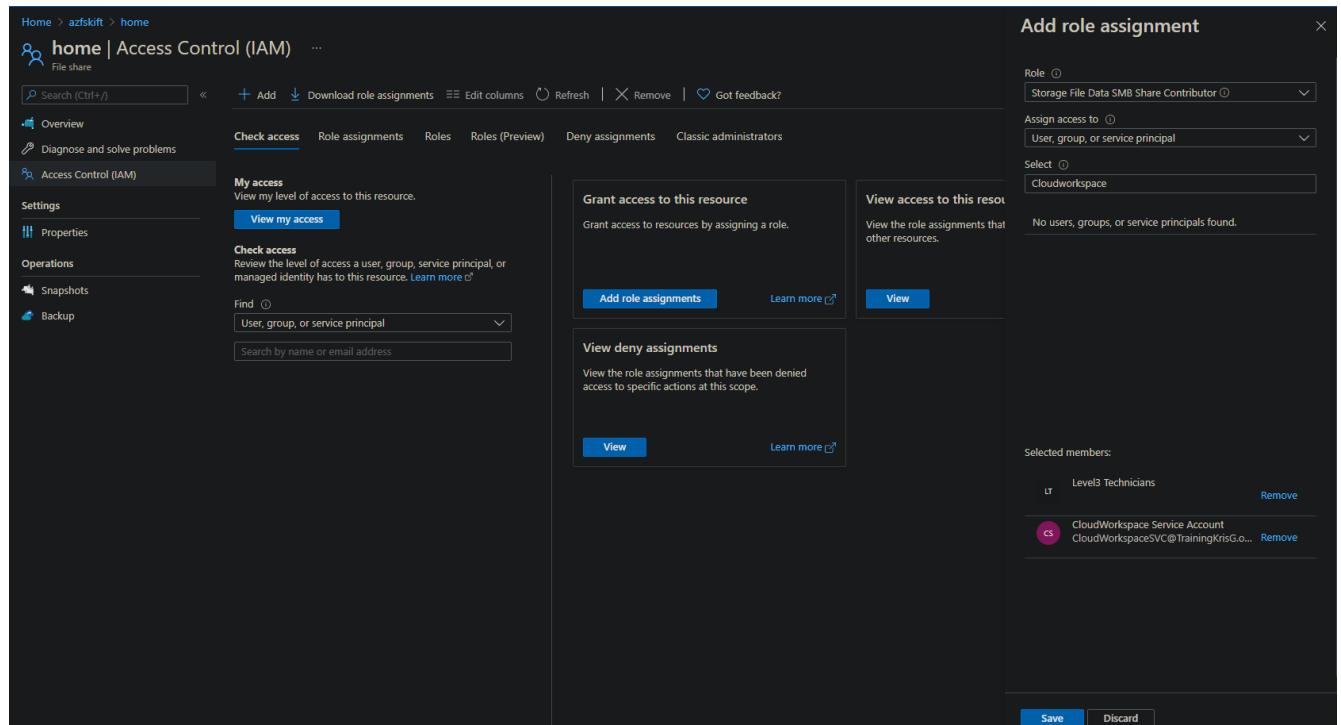 Home > azfskift > home
home | Access Control (IAM) ...
File share
Search (Ctrl+/)
«
Overview
Diagnose and solve problems
Access Control (IAM)
Settings
Properties
Operations
Snapshots
Backup
+ Add
Download role assignments
Edit columns
Refresh
Remove
Got feedback?
Check access
Role assignments
Roles
Roles (Preview)
Deny assignments
Classic administrators
My access
View my level of access to this resource.
View my access
Check access
Review the level of access a user, group, service principal, or
managed identity has to this resource. Learn more
Find
User, group, or service principal
Search by name or email address
Grant access to this resource
Grant access to resources by assigning a role.
Add role assignments
Learn more
View access to this resou
View the role assignments that
other resources.
View
View deny assignments
View the role assignments that have been denied
access to specific actions at this scope.
View
Learn more
Add role assignment
Role
Storage File Data SMB Share Contributor
Assign access to
User, group, or service principal
Select
Cloudworkspace
No users, groups, or service principals found.
Selected members:
LT
Level3 Technicians
Remove
CS
CloudWorkspace Service Account
CloudWorkspaceSVC@TrainingKrisG.o...
Remove
Save
Discard